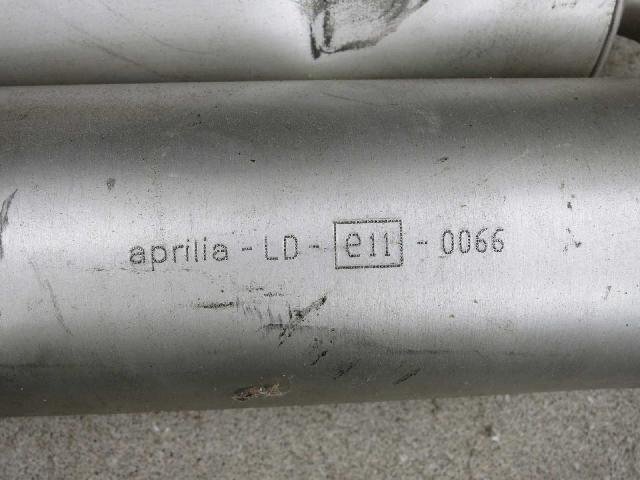 aprilia - LD - e11 - 0066